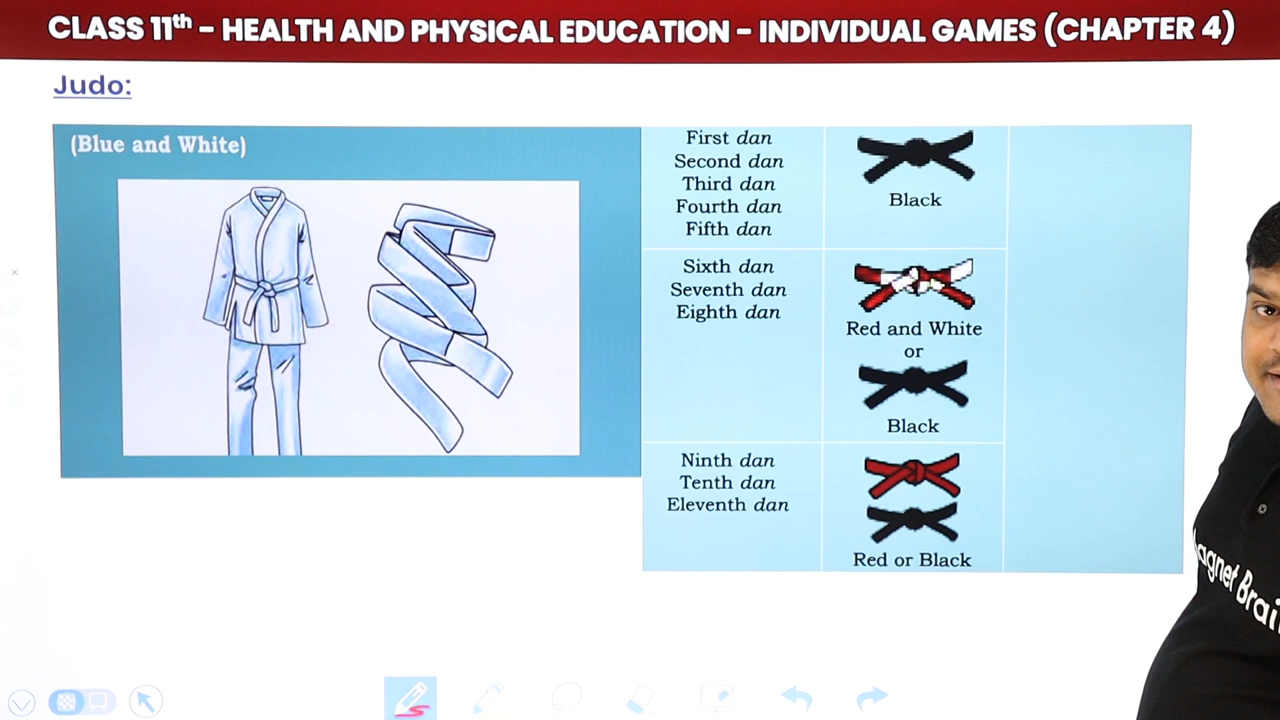 CLASS 11th - HEALTH AND PHYSICAL EDUCATION - INDIVIDUAL GAMES (CHAPTER 4)
Judo:
(Blue and White)
First dan
Second dan
Third dan
Fourth dan
Fifth dan
Black
Sixth dan
Seventh dan
Eighth dan
Red and White
or
Black
Ninth dan
Tenth dan
Eleventh dan
Red or Black